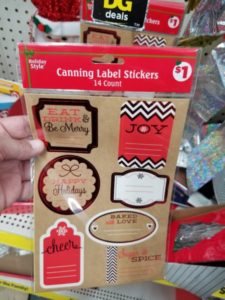 DG
deals
Holiday
Style
Canning Label Stickers
14 Count
$1
EAT
DRINK &
Be Merry
JOY
HAPPY
Holidays
BAKED
LOVE
cheer
SPICE